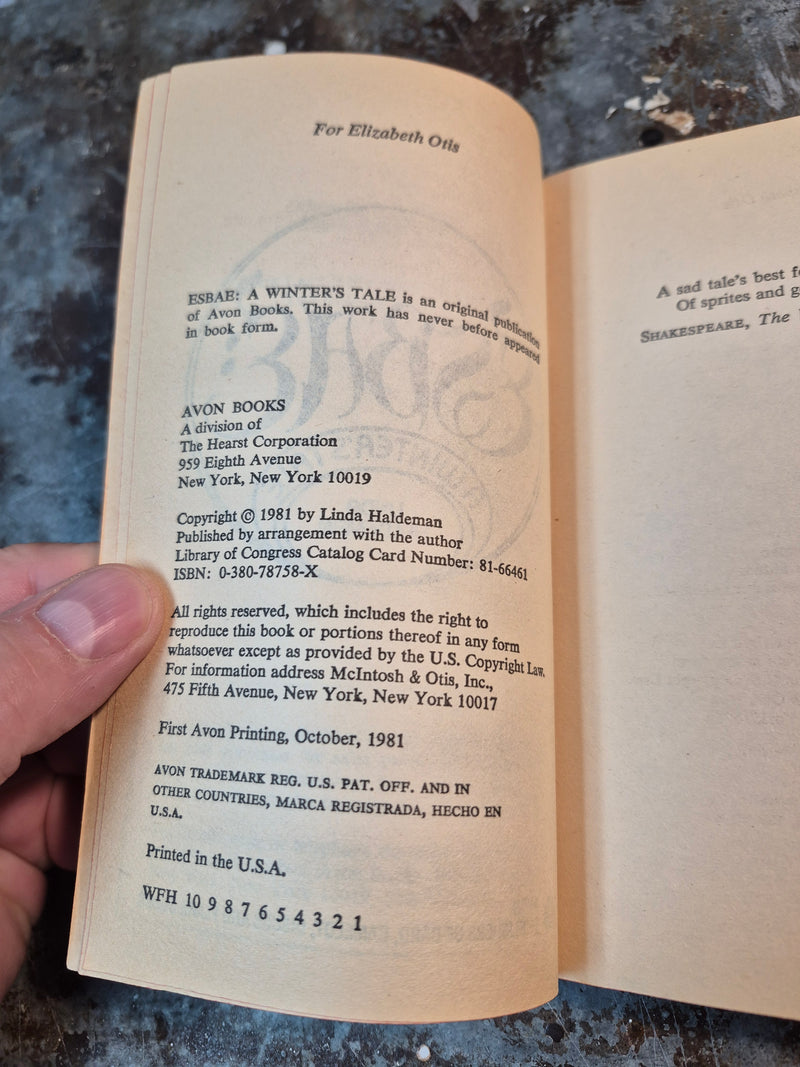 For Elizabeth Otis
ESBAE: A WINTER'S TALE is an original publication
of Avon Books. This work has never before appeared
in book form.
AVON BOOKS
A division of
The Hearst Corporation
959 Eighth Avenue
New York, New York 10019
Copyright © 1981 by Linda Haldeman
Published by arrangement with the author
Library of Congress Catalog Card Number: 81-66461
ISBN: 0-380-78758-X
All rights reserved, which includes the right to
reproduce this book or portions thereof in any form
whatsoever except as provided by the U.S. Copyright Law.
For information address McIntosh & Otis, Inc.,
475 Fifth Avenue, New York, New York 10017
First Avon Printing, October, 1981
AVON TRADEMARK REG. U.S. PAT. OFF. AND IN
OTHER COUNTRIES, MARCA REGISTRADA, HECHO EN
U.S.A.
Printed in the U.S.A.
WFH 10 9 8 7 6 5 4 3 2 1
A sad tale's best
Of sprites and
SHAKESPEARE, The